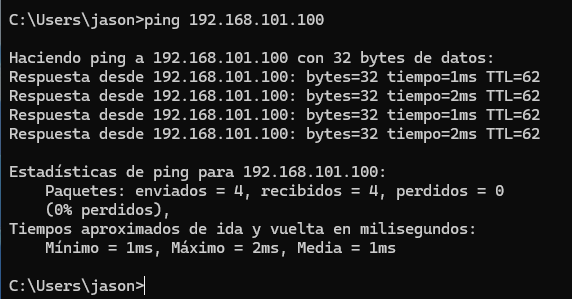 C:\Users\jason>ping 192.168.101.100
Haciendo ping a 192.168.101.100 con 32 bytes de datos:
Respuesta desde 192.168.101.100: bytes=32 tiempo=1ms TTL=62
Respuesta desde 192.168.101.100: bytes=32 tiempo=2ms TTL=62
Respuesta desde 192.168.101.100: bytes=32 tiempo=1ms TTL=62
Respuesta desde 192.168.101.100: bytes=32 tiempo=2ms TTL=62
Estadísticas de ping para 192.168.101.100:
    Paquetes: enviados = 4, recibidos = 4, perdidos = 0
    (0% perdidos),
Tiempos aproximados de ida y vuelta en milisegundos:
    Mínimo = 1ms, Máximo = 2ms, Media = 1ms
C:\Users\jason>